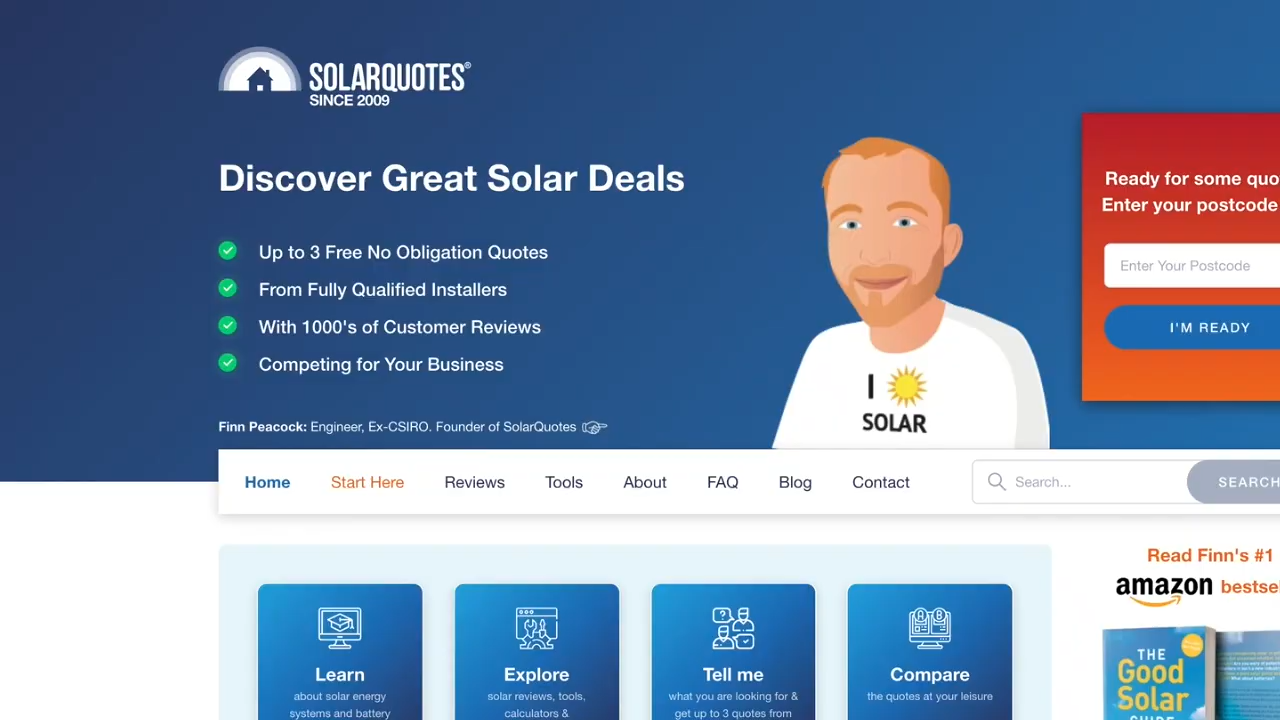 SOLARQUOTES®
SINCE 2009
Discover Great Solar Deals
Up to 3 Free No Obligation Quotes
From Fully Qualified Installers
With 1000's of Customer Reviews
Competing for Your Business
Finn Peacock: Engineer, Ex-CSIRO. Founder of SolarQuotes
I
SOLAR
Ready for some quo
Enter your postcode
Enter Your Postcode
I'M READY
Home Start Here Reviews Tools About FAQ Blog Contact Search... SEARCH
Learn
about solar energy
systems and battery
Explore
solar reviews, tools,
calculators &
Tell me
what you are looking for &
get up to 3 quotes from
Compare
the quotes at your leisure
Read Finn's #1
amazon bestse
THE
Good
Solar